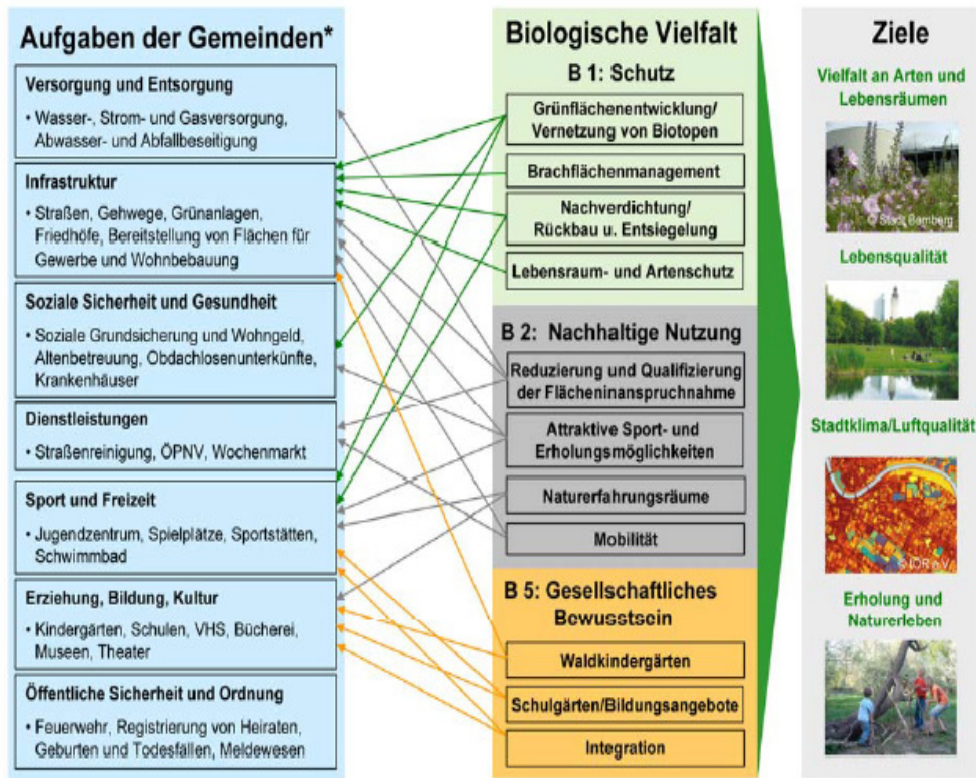 Aufgaben der Gemeinden*
Versorgung und Entsorgung
• Wasser-, Strom- und Gasversorgung,
Abwasser- und Abfallbeseitigung
Infrastruktur
• Straßen, Gehwege, Grünanlagen,
Friedhöfe, Bereitstellung von Flächen für
Gewerbe und Wohnbebauung
Soziale Sicherheit und Gesundheit
• Soziale Grundsicherung und Wohngeld,
Altenbetreuung, Obdachlosenunterkünfte,
Krankenhäuser
Dienstleistungen
• Straßenreinigung, ÖPNV, Wochenmarkt
Sport und Freizeit
• Jugendzentrum, Spielplätze, Sportstätten,
Schwimmbad
Erziehung, Bildung, Kultur
• Kindergärten, Schulen, VHS, Bücherei,
Museen, Theater
Öffentliche Sicherheit und Ordnung
• Feuerwehr, Registrierung von Heiraten,
Geburten und Todesfällen, Meldewesen
Biologische Vielfalt
B 1: Schutz
Grünflächenentwicklung/
Vernetzung von Biotopen
Brachflächenmanagement
Nachverdichtung/
Rückbau u. Entsiegelung
Lebensraum- und Artenschutz
B 2: Nachhaltige Nutzung
Reduzierung und Qualifizierung
der Flächeninanspruchnahme
Attraktive Sport- und
Erholungsmöglichkeiten
Naturerfahrungsräume
Mobilität
B 5: Gesellschaftliches
Bewusstsein
Waldkindergärten
Schulgärten/Bildungsangebote
Integration
Ziele
Vielfalt an Arten und
Lebensräumen
© Stadt Bamberg
Lebensqualität
Stadtklima/Luftqualität
© IÖR e.V.
Erholung und
Naturerleben